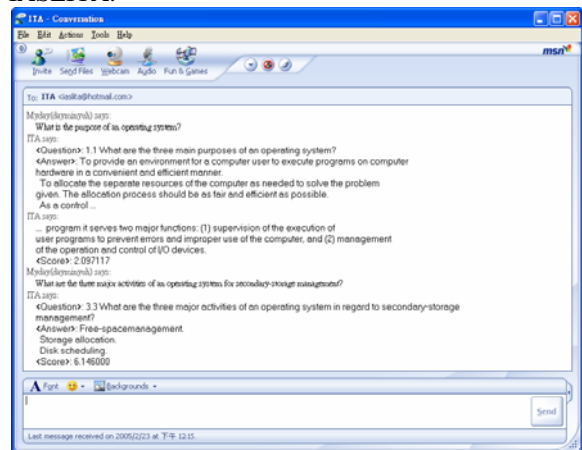 ITA - Conversation
File Edit Actions Tools Help
Invite Send Files Webcam Audio Fun & Games
msn
To: ITA <iaslita@hotmail.com>
says:
What is the purpose of an operating system?
ITA says:
<Question>: 1.1 What are the three main purposes of an operating system?
<Answer>: To provide an environment for a computer user to execute programs on computer
hardware in a convenient and efficient manner.
To allocate the separate resources of the computer as needed to solve the problem
given. The allocation process should be as fair and efficient as possible.
As a control ...
ITA says:
... program it serves two major functions: (1) supervision of the execution of
user programs to prevent errors and improper use of the computer, and (2) management
of the operation and control of I/O devices.
<Score>: 2.097117
says:
What are the three major activities of an operating system for secondary-storage management?
ITA says:
<Question>: 3.3 What are the three major activities of an operating system in regard to secondary-storage
management?
<Answer>: Free-spacemanagement.
Storage allocation.
Disk scheduling.
<Score>: 6.146000
A Font Backgrounds
Send
Last message received on 2005/2/23 at 下午 12:15.